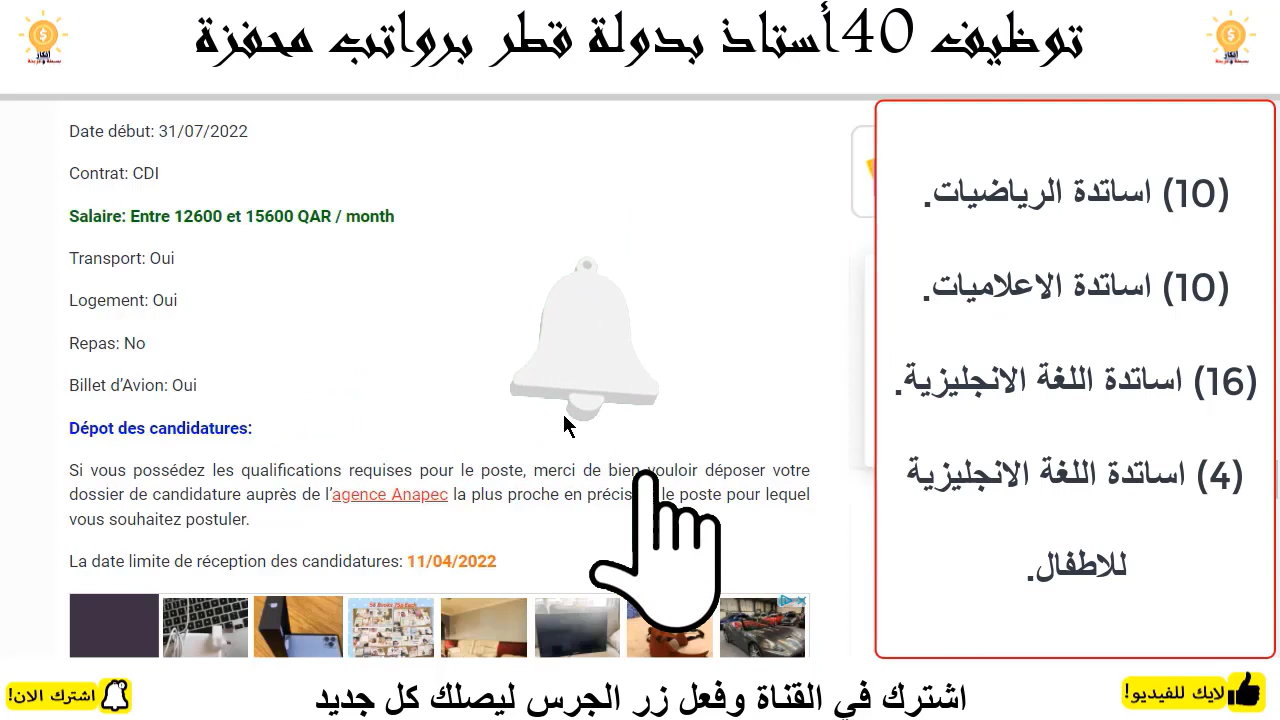 توظيف 40أستاذ بدولة قطر برواتب محفزة
Date début: 31/07/2022
Contrat: CDI
Salaire: Entre 12600 et 15600 QAR / month
Transport: Oui
Logement: Oui
Repas: No
Billet d’Avion: Oui
Dépot des candidatures:
Si vous possédez les qualifications requises pour le poste, merci de bien vouloir déposer votre
dossier de candidature auprès de l’agence Anapec la plus proche en précis le poste pour lequel
vous souhaitez postuler.
La date limite de réception des candidatures: 11/04/2022
(10) اساتدة الرياضيات.
(10) اساتدة الاعلاميات.
(16) اساتدة اللغة الانجليزية.
(4) اساتدة اللغة الانجليزية
للاطفال.
اشترك الان!
اشترك في القناة وفعل زر الجرس ليصلك كل جديد
لايك للفيديو!